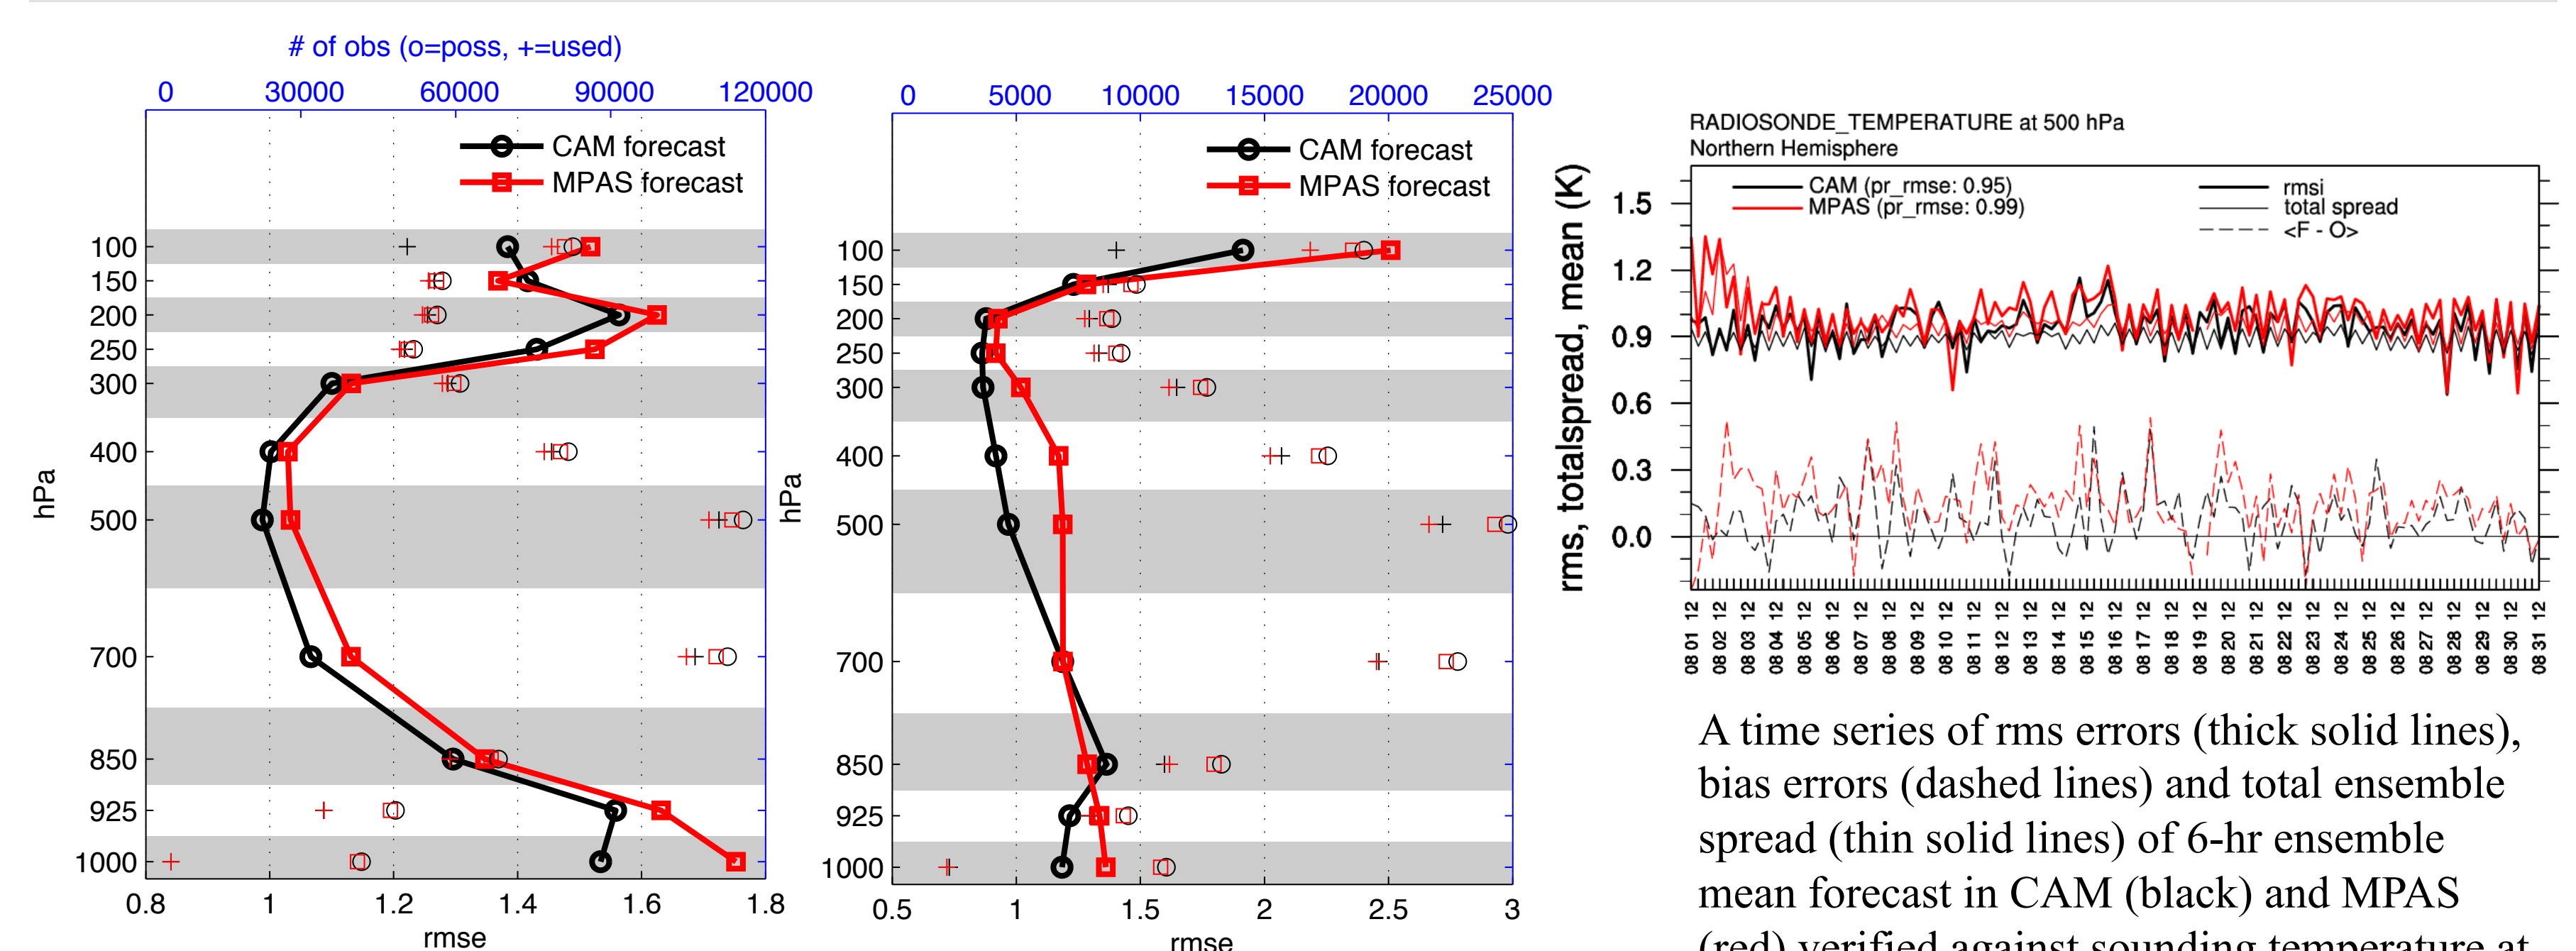 # of obs (o=poss, +=used)
0 30000 60000 90000 120000
CAM forecast
MPAS forecast
100
150
200
250
300
400
500
700
850
925
1000
hPa
0.8 1 1.2 1.4 1.6 1.8
rmse
0 5000 10000 15000 20000 25000
CAM forecast
MPAS forecast
100
150
200
250
300
400
500
700
850
925
1000
hPa
0.5 1 1.5 2 2.5 3
rmse
RADIOSONDE_TEMPERATURE at 500 hPa
Northern Hemisphere
CAM (pr_rmse: 0.95)
MPAS (pr_rmse: 0.99)
rmsi
total spread
<F - O>
rms, totalspread, mean (K)
1.5
1.2
0.9
0.6
0.3
0.0
08 01 12
08 02 12
08 03 12
08 04 12
08 05 12
08 06 12
08 07 12
08 08 12
08 09 12
08 10 12
08 11 12
08 12 12
08 13 12
08 14 12
08 15 12
08 16 12
08 17 12
08 18 12
08 19 12
08 20 12
08 21 12
08 22 12
08 23 12
08 24 12
08 25 12
08 26 12
08 27 12
08 28 12
08 29 12
08 30 12
08 31 12
A time series of rms errors (thick solid lines),
bias errors (dashed lines) and total ensemble
spread (thin solid lines) of 6-hr ensemble
mean forecast in CAM (black) and MPAS
(red) verified against sounding temperature at